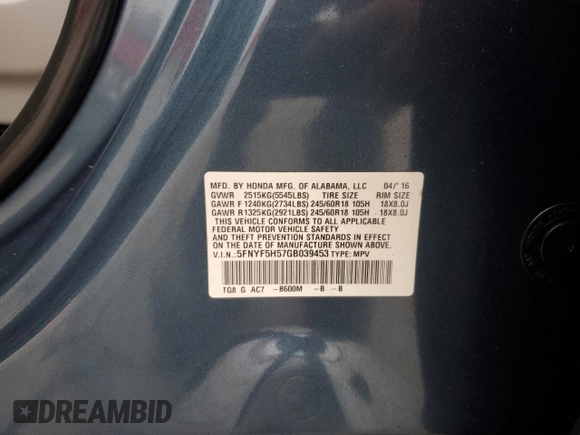 MFD. BY HONDA MFG. OF ALABAMA, LLC 04/'16
GVWR 2515KG(5545LBS) TIRE SIZE RIM SIZE
GAWR F 1240KG(2734LBS) 245/60R18 105H 18X8.0J
GAWR R 1325KG(2921LBS) 245/60R18 105H 18X8.0J
THIS VEHICLE CONFORMS TO ALL APPLICABLE
FEDERAL MOTOR VEHICLE SAFETY
AND THEFT PREVENTION STANDARDS IN EFFECT ON
THE DATE OF MANUFACTURE SHOWN ABOVE.
V.I.N.:5FNYF5H57GB039453 TYPE: MPV
TG8 G AC7 -B600M -B -B
DREAMBID